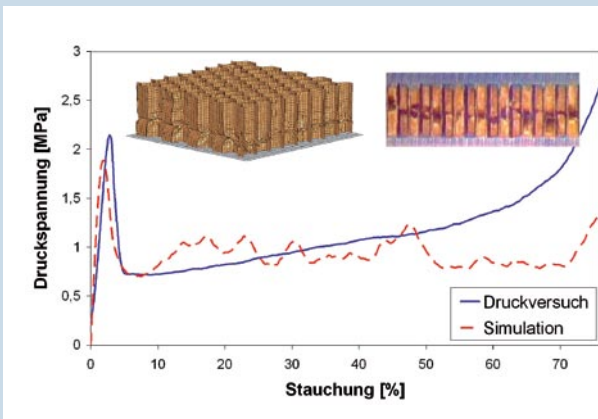 Druckspannung [MPa]
3
2,5
2
1,5
1
0,5
0
0 10 20 30 40 50 60 70
Stauchung [%]
Druckversuch
Simulation